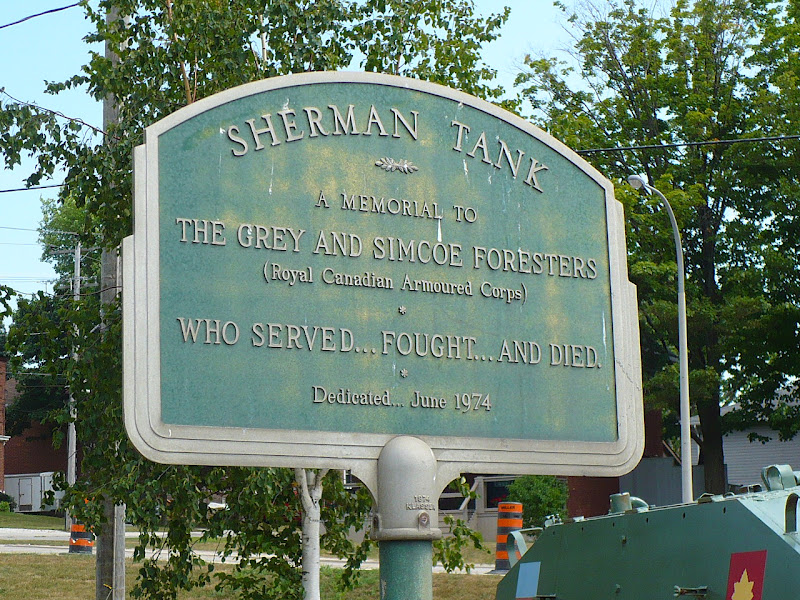 SHERMAN TANK
A MEMORIAL TO
THE GREY AND SIMCOE FORESTERS
(Royal Canadian Armoured Corps)
*
WHO SERVED... FOUGHT... AND DIED.
*
Dedicated... June 1974
1974